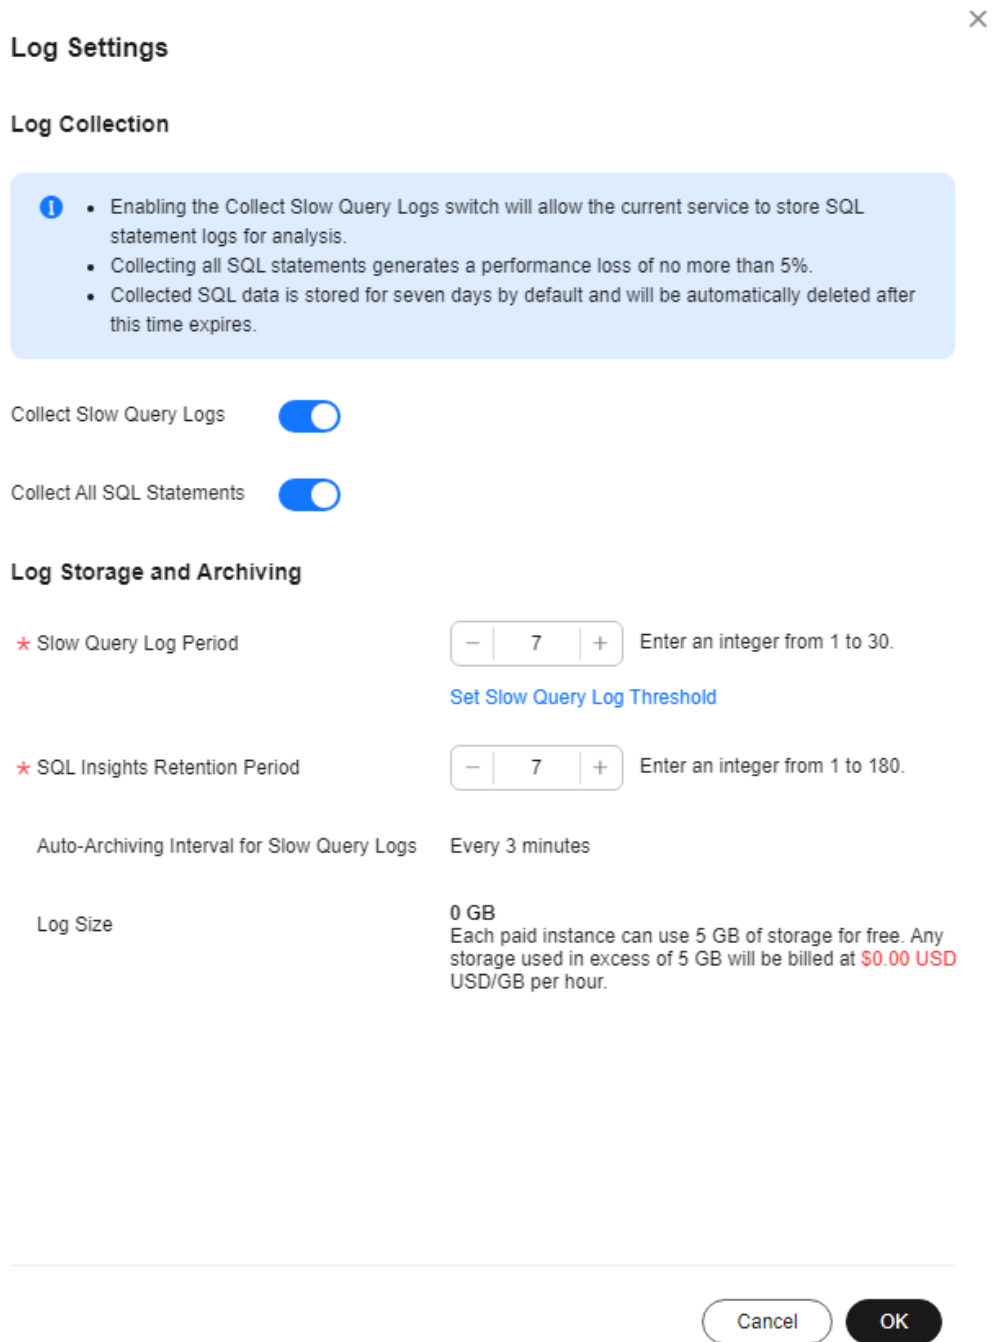 Log Settings
Log Collection
• Enabling the Collect Slow Query Logs switch will allow the current service to store SQL
statement logs for analysis.
• Collecting all SQL statements generates a performance loss of no more than 5%.
• Collected SQL data is stored for seven days by default and will be automatically deleted after
this time expires.
Collect Slow Query Logs
Collect All SQL Statements
Log Storage and Archiving
* Slow Query Log Period − 7 + Enter an integer from 1 to 30.
Set Slow Query Log Threshold
* SQL Insights Retention Period − 7 + Enter an integer from 1 to 180.
Auto-Archiving Interval for Slow Query Logs Every 3 minutes
Log Size 0 GB
Each paid instance can use 5 GB of storage for free. Any
storage used in excess of 5 GB will be billed at $0.00 USD
USD/GB per hour.
Cancel OK